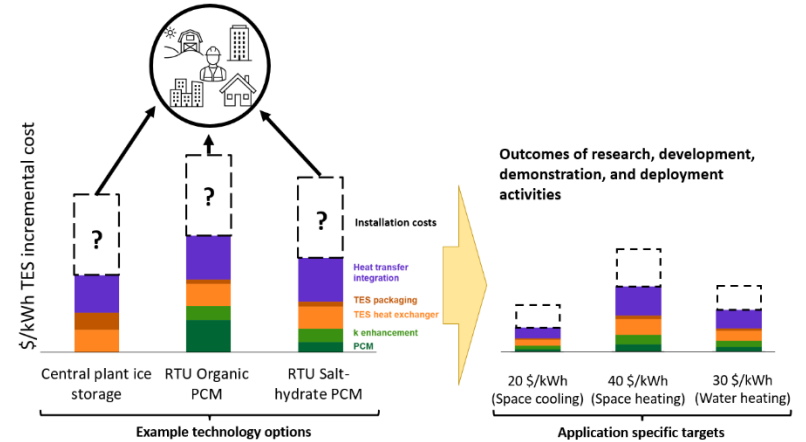 $/kWh TES incremental cost
?
?
?
Installation costs
Heat transfer
integration
TES packaging
TES heat exchanger
k enhancement
PCM
Central plant ice
storage
RTU Organic
PCM
RTU Salt-
hydrate PCM
Example technology options
Outcomes of research, development,
demonstration, and deployment
activities
20 $/kWh
(Space cooling)
40 $/kWh
(Space heating)
30 $/kWh
(Water heating)
Application specific targets